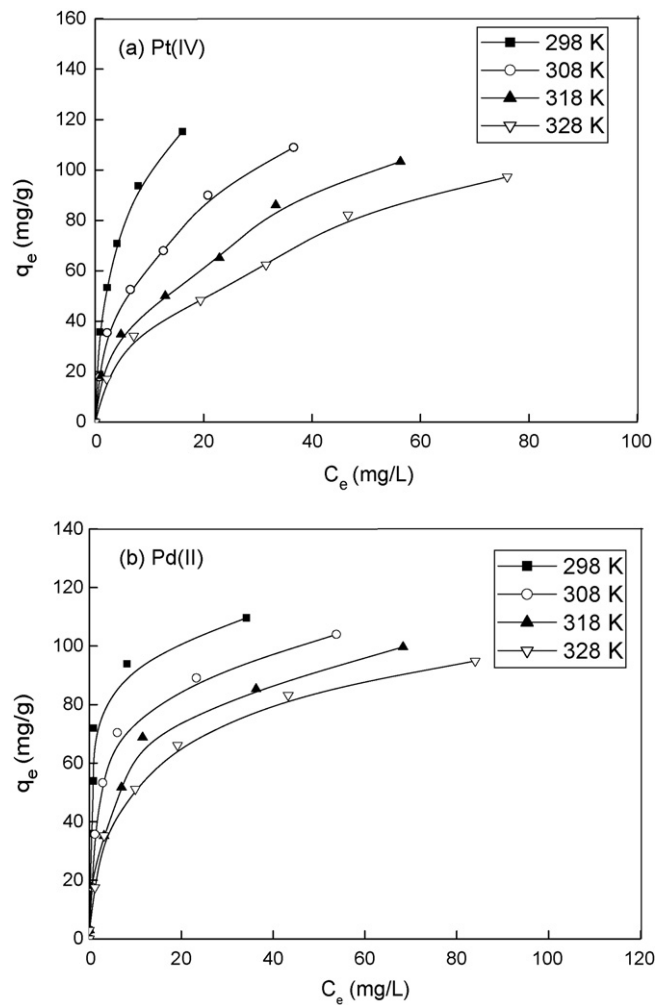 160
140
120
100
80
60
40
20
0
(a) Pt(IV)
298 K
308 K
318 K
328 K
qe (mg/g)
0 20 40 60 80 100
Ce (mg/L)
140
120
100
80
60
40
20
0
(b) Pd(II)
298 K
308 K
318 K
328 K
qe (mg/g)
0 20 40 60 80 100 120
Ce (mg/L)